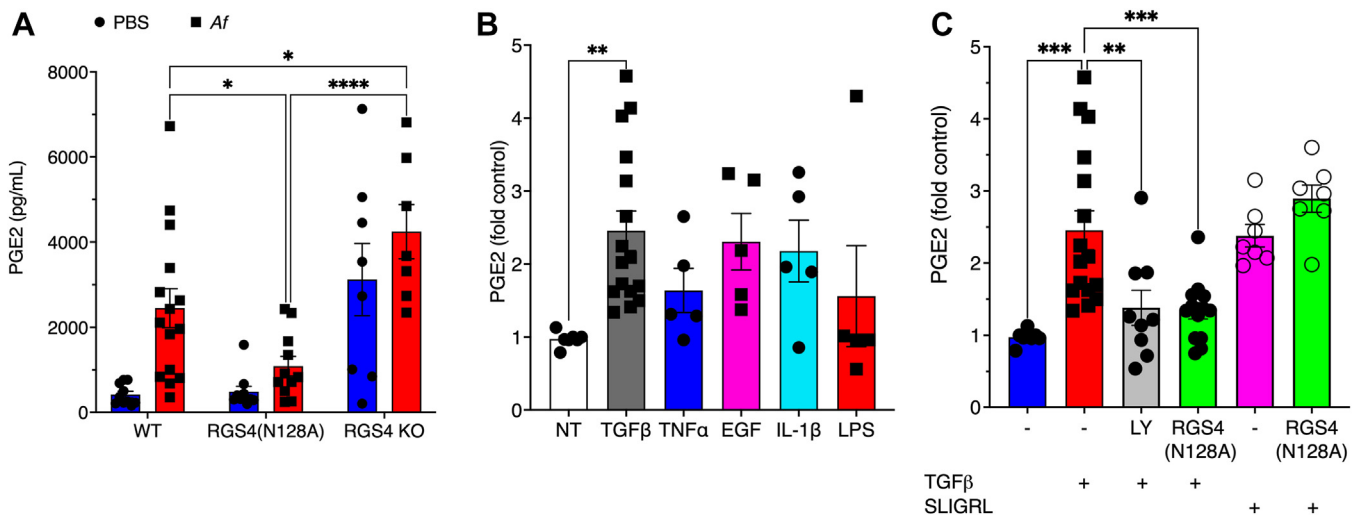 A
PBS
Af
PGE2 (pg/mL)
8000
6000
4000
2000
0
*
*
****
WT
RGS4(N128A)
RGS4 KO
B
PGE2 (fold control)
5
4
3
2
1
0
**
NT
TGFβ
TNFα
EGF
IL-1β
LPS
C
PGE2 (fold control)
5
4
3
2
1
0
***
***
**
-
-
LY
RGS4
(N128A)
-
RGS4
(N128A)
TGFβ + + +
SLIGRL + +